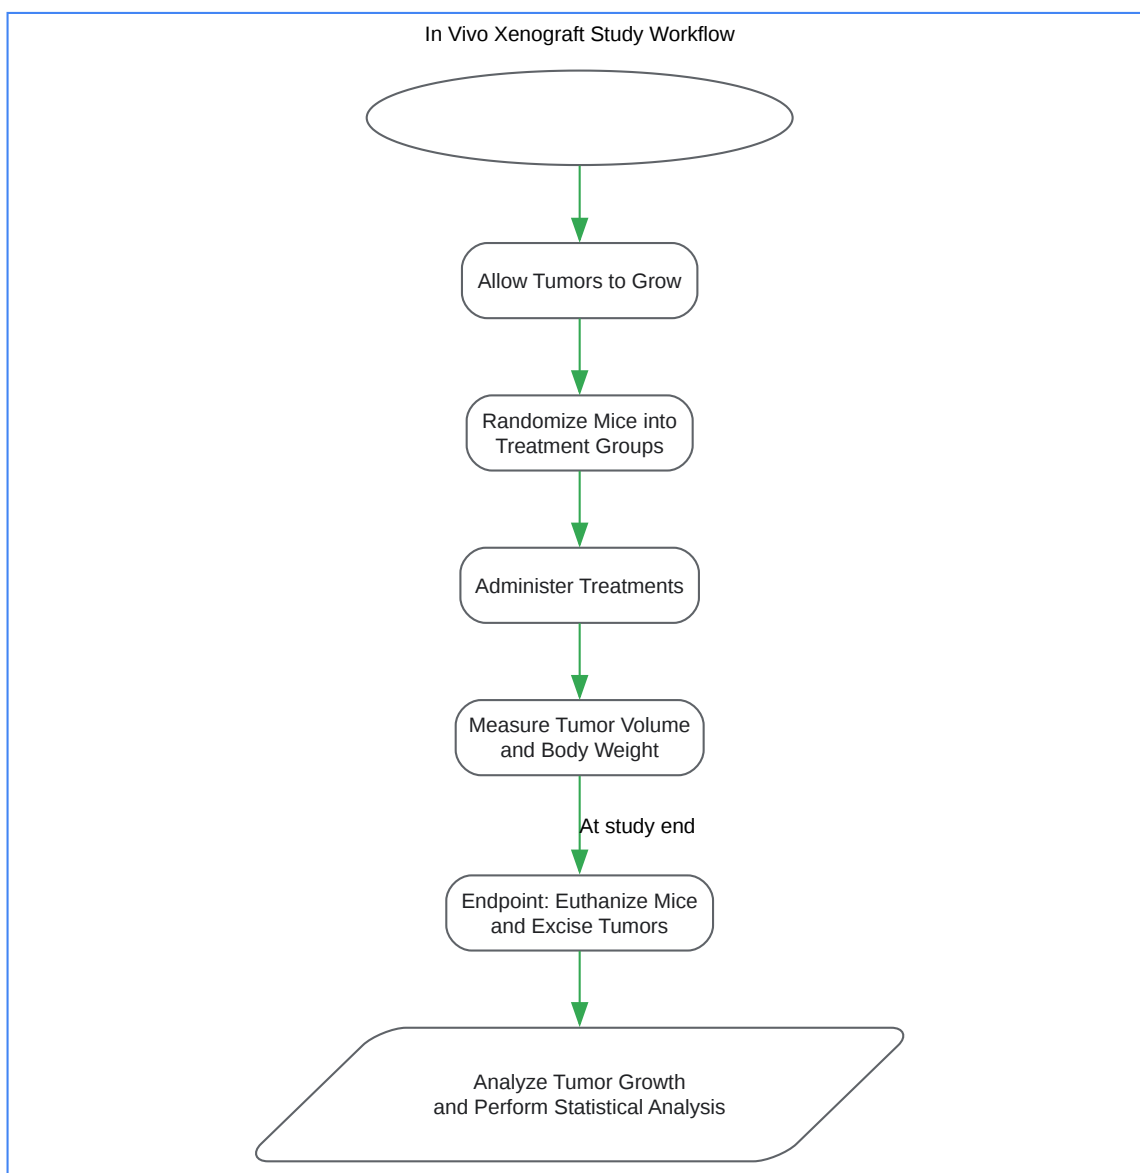 In Vivo Xenograft Study Workflow
Allow Tumors to Grow
Randomize Mice into
Treatment Groups
Administer Treatments
Measure Tumor Volume
and Body Weight
At study end
Endpoint: Euthanize Mice
and Excise Tumors
Analyze Tumor Growth
and Perform Statistical Analysis